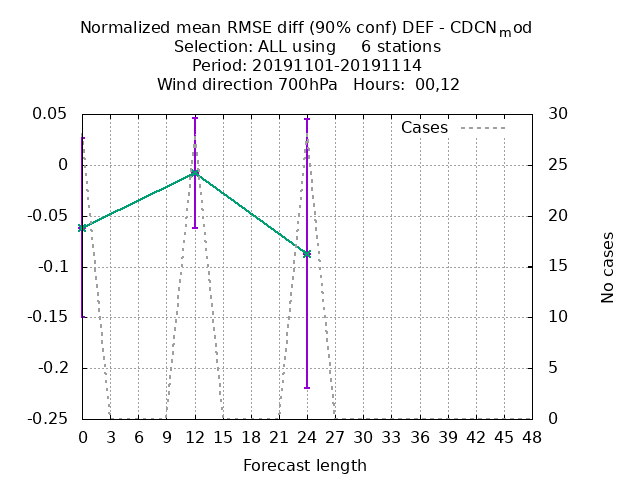 Normalized mean RMSE diff (90% conf) DEF - CDCNmod
Selection: ALL using 6 stations
Period: 20191101-20191114
Wind direction 700hPa Hours: 00,12
0.05
0
-0.05
-0.1
-0.15
-0.2
-0.25
Cases
30
25
20
15
10
5
0
No cases
0 3 6 9 12 15 18 21 24 27 30 33 36 39 42 45 48
Forecast length